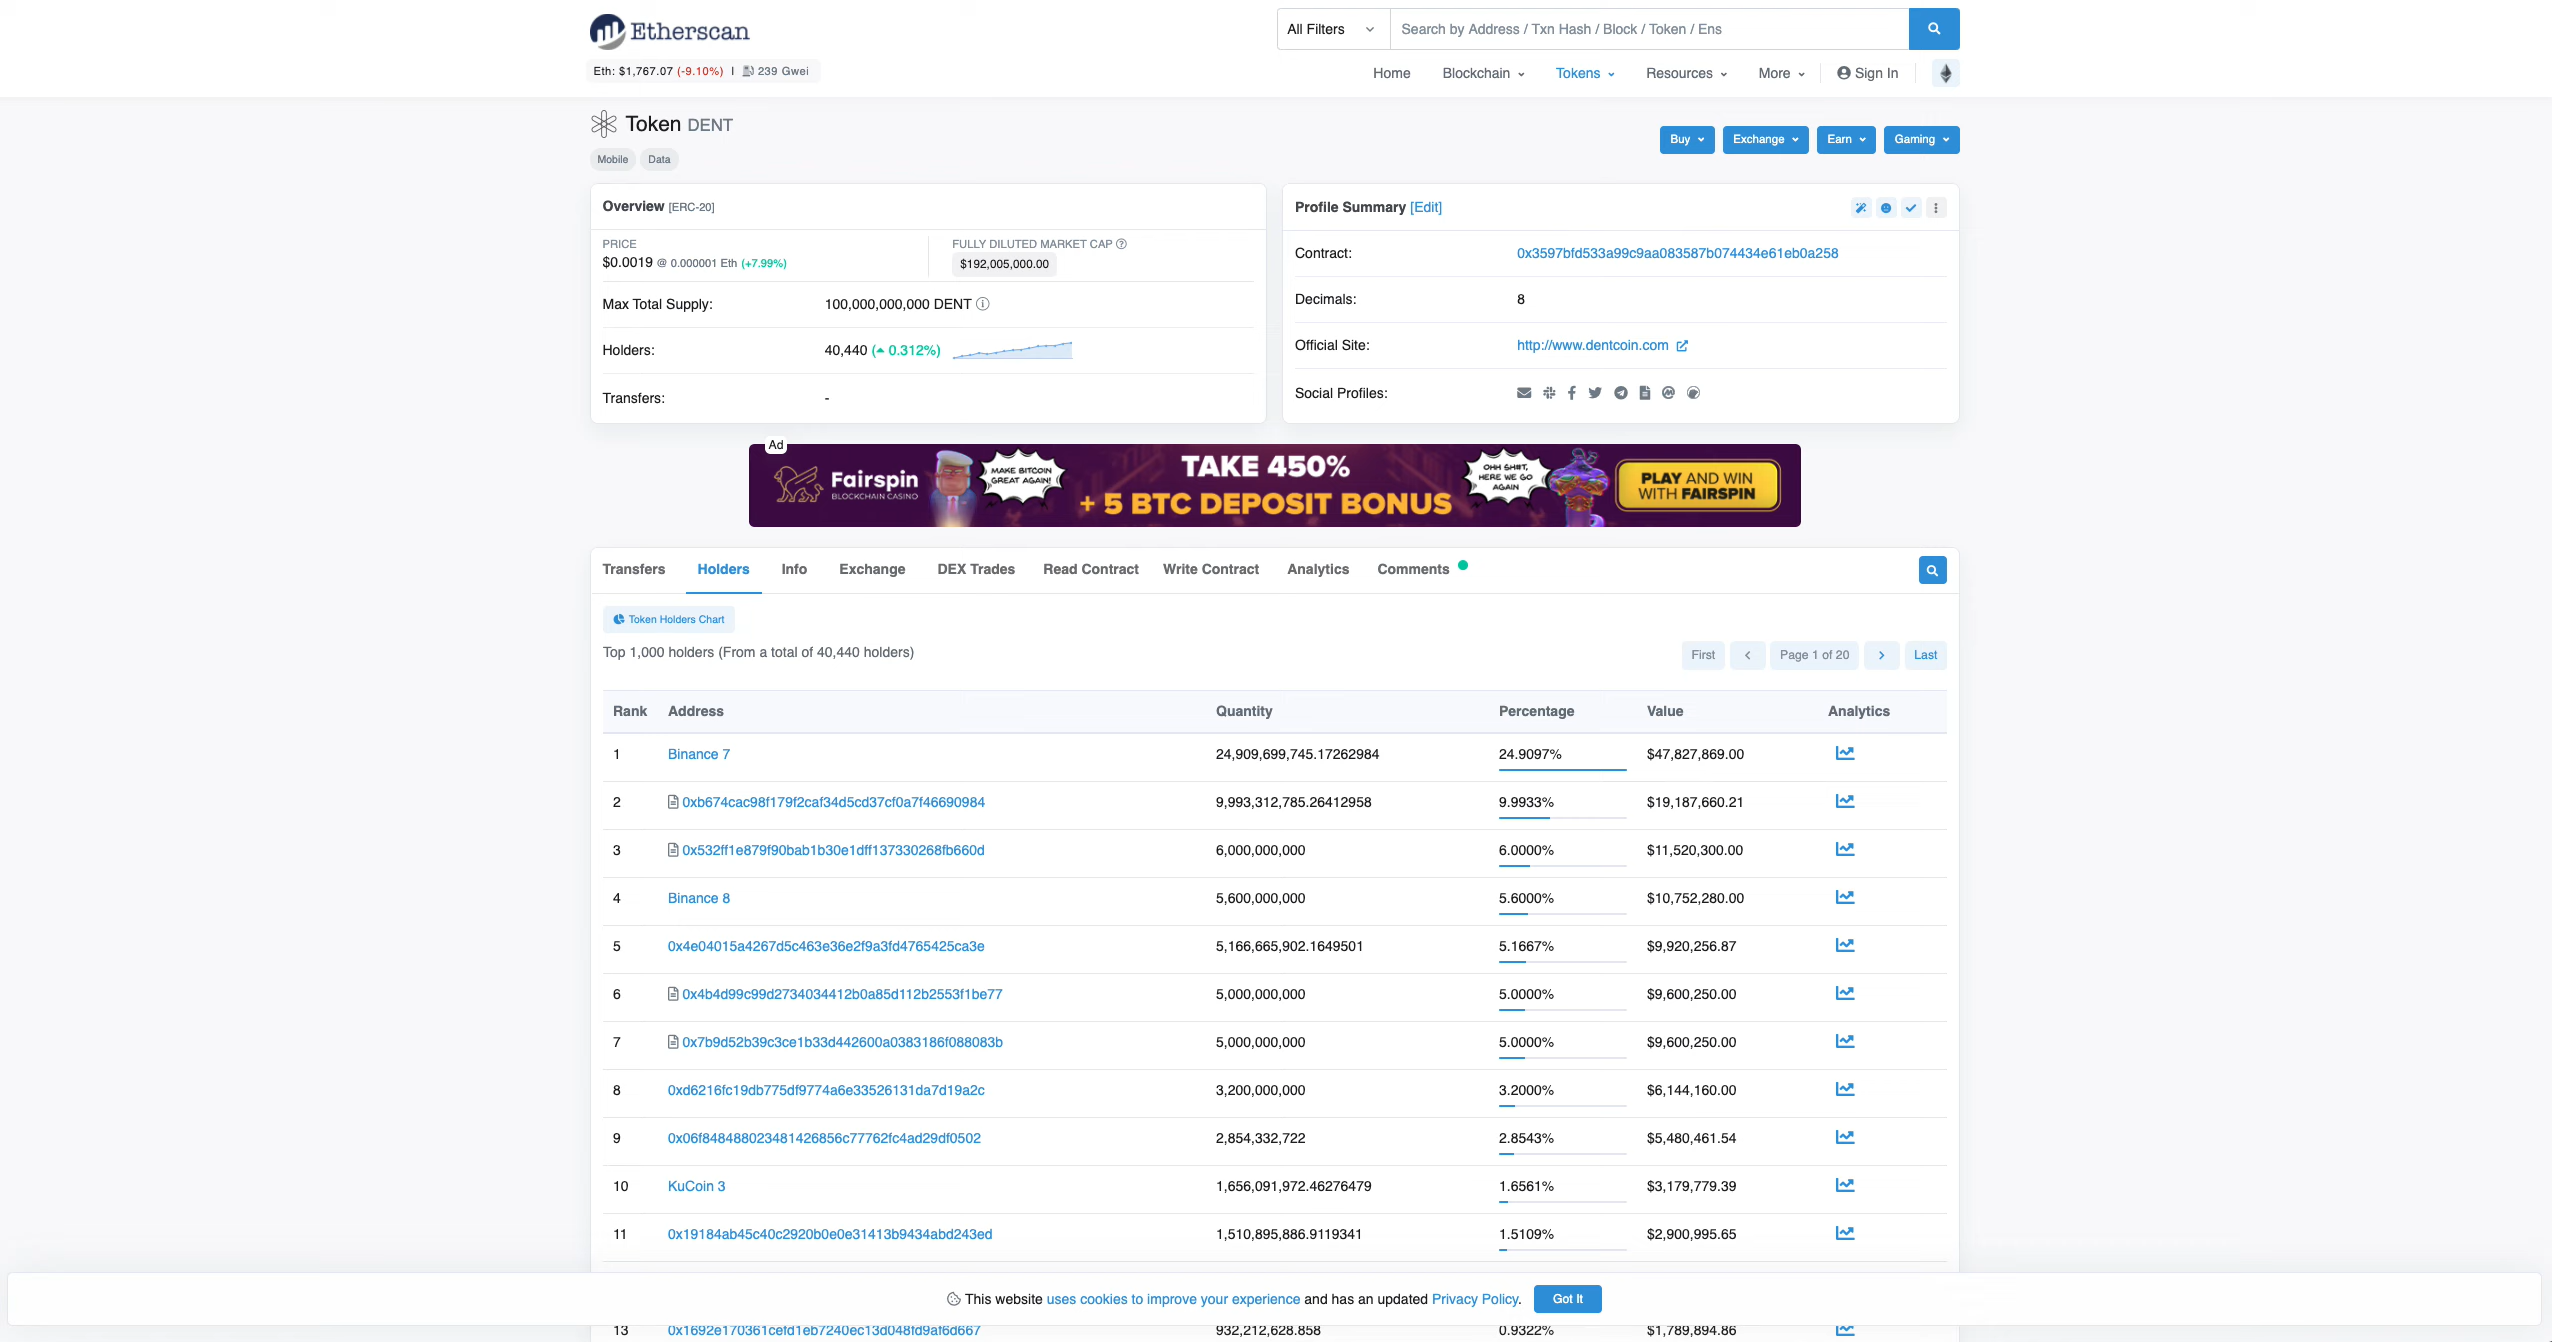 Etherscan
All Filters
Search by Address / Txn Hash / Block / Token / Ens
Eth: $1,767.07 (-9.10%) | 239 Gwei
Home Blockchain Tokens Resources More Sign In
Token DENT
Mobile Data
Buy Exchange Earn Gaming
Overview [ERC-20]
PRICE
$0.0019 @ 0.000001 Eth (+7.99%)
FULLY DILUTED MARKET CAP
$192,005,000.00
Max Total Supply: 100,000,000,000 DENT
Holders: 40,440 (0.312%)
Transfers: -
Profile Summary [Edit]
Contract: 0x3597bfd533a99c9aa083587b074434e61eb0a258
Decimals: 8
Official Site: http://www.dentcoin.com
Social Profiles:
Ad
Fairspin
BLOCKCHAIN CASINO
MAKE BITCOIN
GREAT AGAIN!
TAKE 450%
+ 5 BTC DEPOSIT BONUS
OHH SH#T,
HERE WE GO
AGAIN
PLAY AND WIN
WITH FAIRSPIN
Transfers Holders Info Exchange DEX Trades Read Contract Write Contract Analytics Comments
Token Holders Chart
Top 1,000 holders (From a total of 40,440 holders)
First < Page 1 of 20 > Last
Rank Address Quantity Percentage Value Analytics
1 Binance 7 24,909,699,745.17262984 24.9097% $47,827,869.00
2 0xb674cac98f179f2caf34d5cd37cf0a7f46690984 9,993,312,785.26412958 9.9933% $19,187,660.21
3 0x532ff1e879f90bab1b30e1dff137330268fb660d 6,000,000,000 6.0000% $11,520,300.00
4 Binance 8 5,600,000,000 5.6000% $10,752,280.00
5 0x4e04015a4267d5c463e36e2f9a3fd4765425ca3e 5,166,665,902.1649501 5.1667% $9,920,256.87
6 0x4b4d99c99d2734034412b0a85d112b2553f1be77 5,000,000,000 5.0000% $9,600,250.00
7 0x7b9d52b39c3ce1b33d442600a0383186f088083b 5,000,000,000 5.0000% $9,600,250.00
8 0xd6216fc19db775df9774a6e33526131da7d19a2c 3,200,000,000 3.2000% $6,144,160.00
9 0x06f848488023481426856c77762fc4ad29df0502 2,854,332,722 2.8543% $5,480,461.54
10 KuCoin 3 1,656,091,972.46276479 1.6561% $3,179,779.39
11 0x19184ab45c40c2920b0e0e31413b9434abd243ed 1,510,895,886.9119341 1.5109% $2,900,995.65
This website uses cookies to improve your experience and has an updated Privacy Policy. Got It
13 0x1692e170361cefd1eb7240ec13d048fd9af6d667 932,212,628.858 0.9322% $1,789,894.86